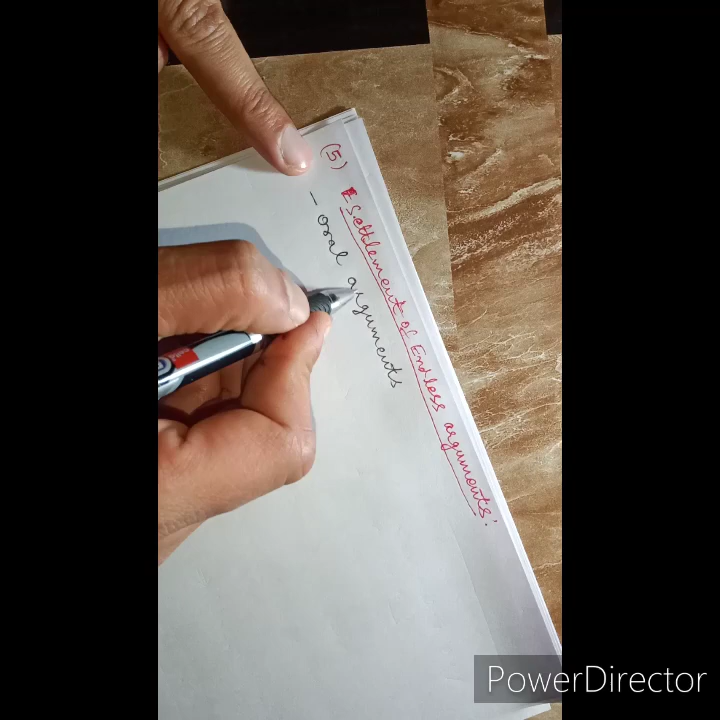 (5) Settlement of Endless arguments:
- oral arguments
PowerDirector